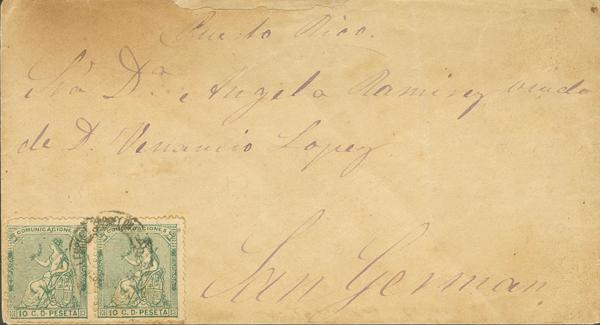 Puerto Rico.
Sra Dª. Angela Ramirez viuda
de D. Venancio Lopez
San German
COMUNICACIONES COMUNICACIONES
10 C. D. PESETA 10 C. D. PESETA